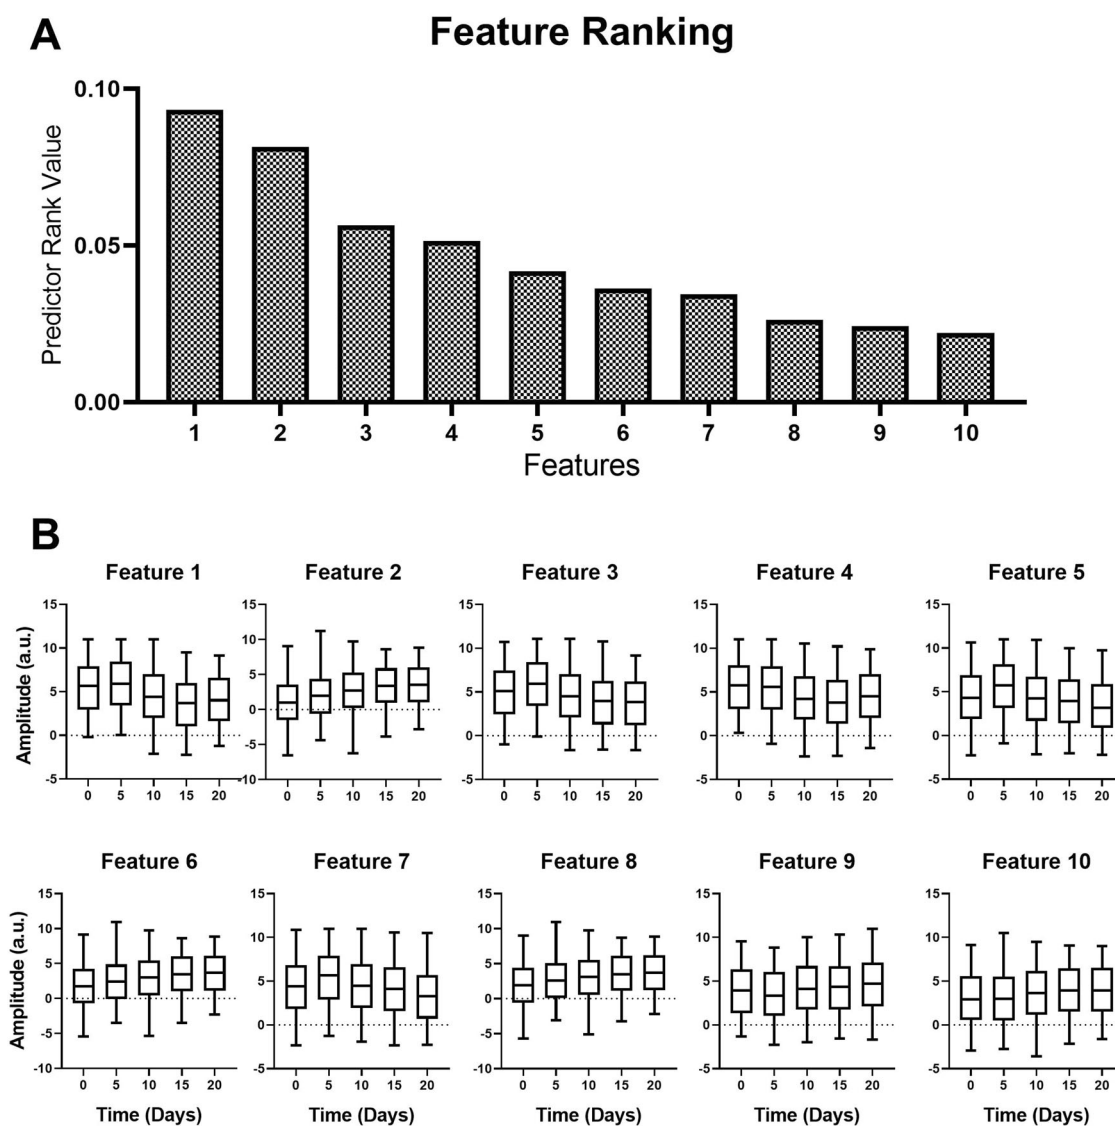 A
Feature Ranking
Predictor Rank Value
0.10
0.05
0.00
1 2 3 4 5 6 7 8 9 10
Features
B
Feature 1 Feature 2 Feature 3 Feature 4 Feature 5
Amplitude (a.u.)
15 15 15 15 15
10 10 10 10 10
5 5 5 5 5
0 0 0 0 0
-5 -5 -5 -5 -5
-10
0 5 10 15 20 0 5 10 15 20 0 5 10 15 20 0 5 10 15 20 0 5 10 15 20
Feature 6 Feature 7 Feature 8 Feature 9 Feature 10
Amplitude (a.u.)
15 15 15 15 15
10 10 10 10 10
5 5 5 5 5
0 0 0 0 0
-5 -5 -5 -5 -5
-10 -10
0 5 10 15 20 0 5 10 15 20 0 5 10 15 20 0 5 10 15 20 0 5 10 15 20
Time (Days) Time (Days) Time (Days) Time (Days) Time (Days)